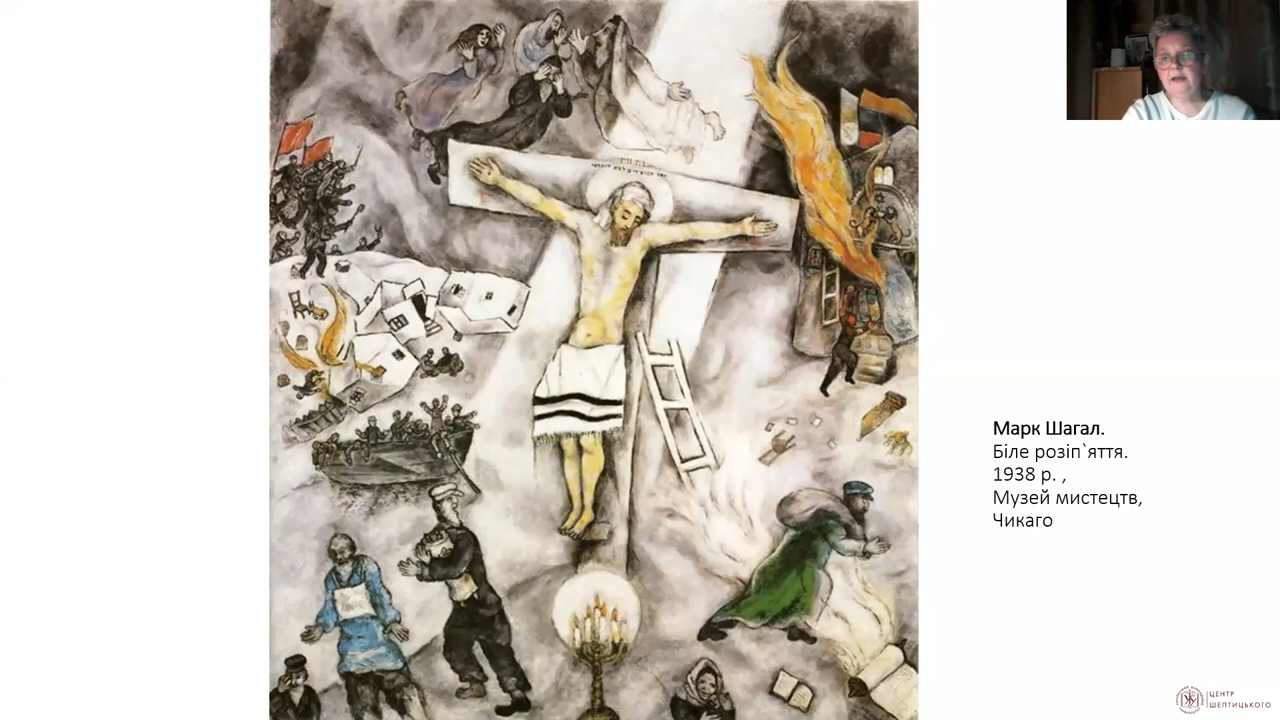 Марк Шагал.
Біле розіп`яття.
1938 р. ,
Музей мистецтв,
Чикаго
ЦЕНТР
ШЕПТИЦЬКОГО